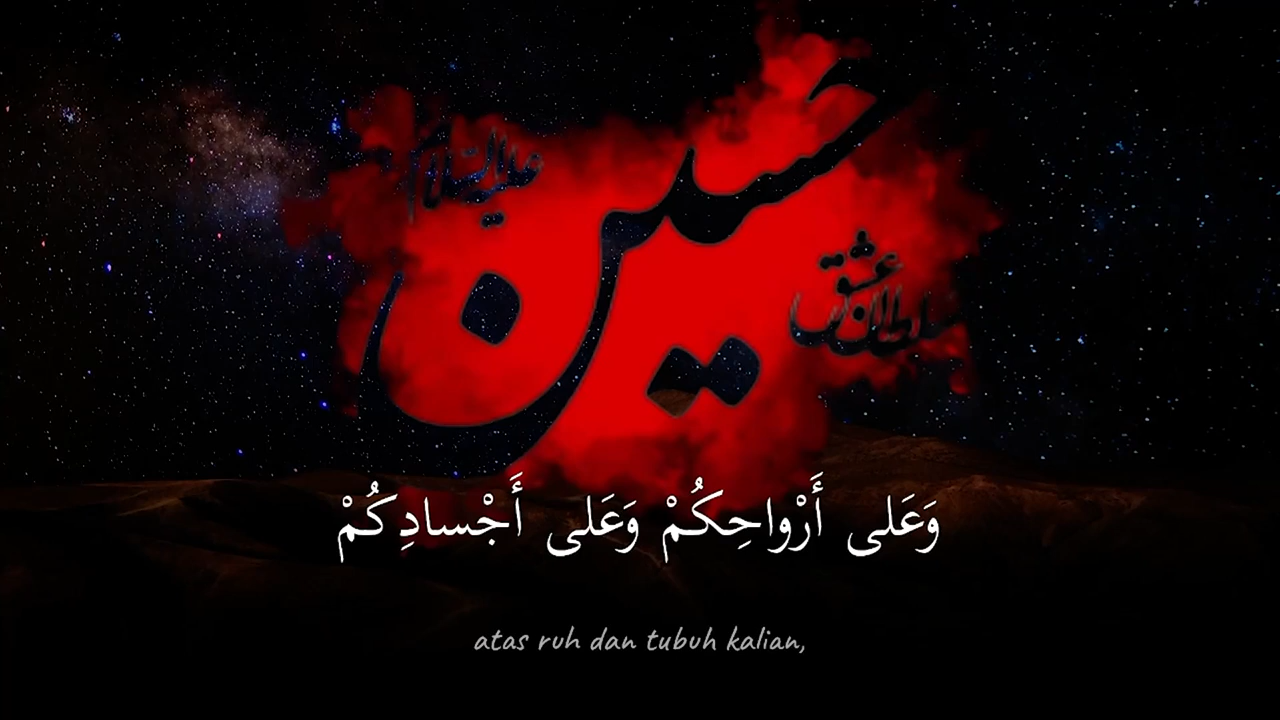 حسین
علیه السلام
سلطان عشق
وَعَلى أَرْواحِكُمْ وَعَلى أَجْسادِكُمْ
atas ruh dan tubuh kalian,